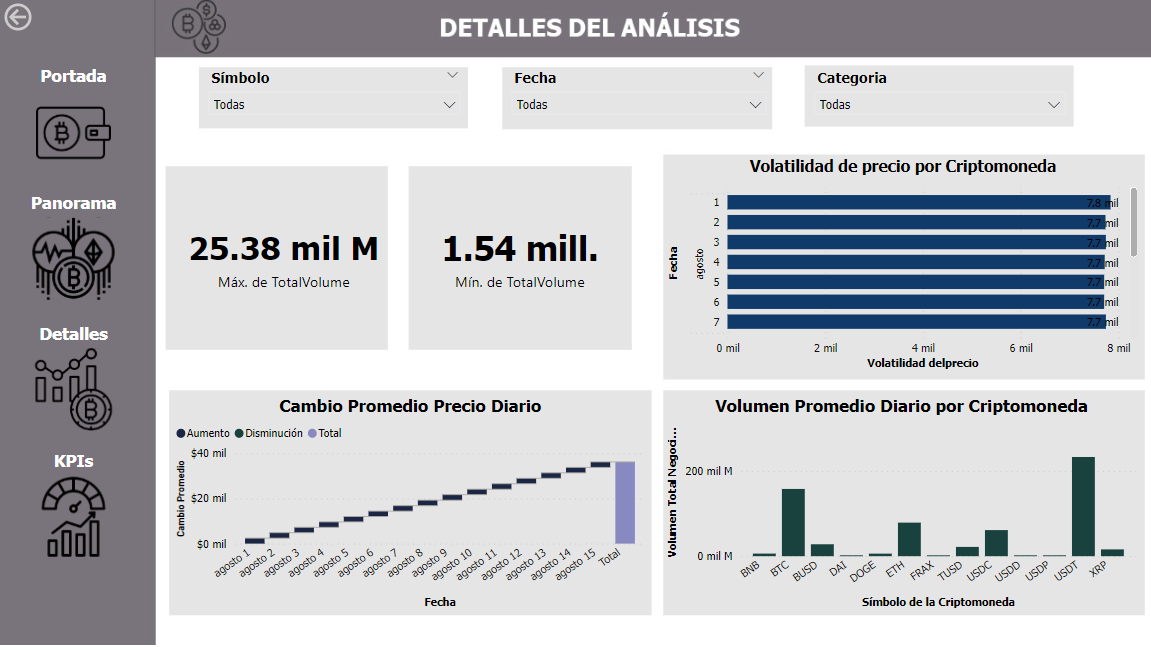 DETALLES DEL ANÁLISIS
Portada
Panorama
Detalles
KPIs
Símbolo
Todas
Fecha
Todas
Categoria
Todas
25.38 mil M
Máx. de TotalVolume
1.54 mill.
Mín. de TotalVolume
Volatilidad de precio por Criptomoneda
Fecha
agosto
1 7.8 mil
2 7.7 mil
3 7.7 mil
4 7.7 mil
5 7.7 mil
6 7.7 mil
7 7.7 mil
0 mil 2 mil 4 mil 6 mil 8 mil
Volatilidad delprecio
Cambio Promedio Precio Diario
Aumento Disminución Total
Cambio Promedio
$40 mil
$20 mil
$0 mil
agosto 1 agosto 2 agosto 3 agosto 4 agosto 5 agosto 6 agosto 7 agosto 8 agosto 9 agosto 10 agosto 11 agosto 12 agosto 13 agosto 14 agosto 15 Total
Fecha
Volumen Promedio Diario por Criptomoneda
Volumen Total Negoci...
200 mil M
0 mil M
BNB BTC BUSD DAI DOGE ETH FRAX TUSD USDC USDD USDP USDT XRP
Símbolo de la Criptomoneda